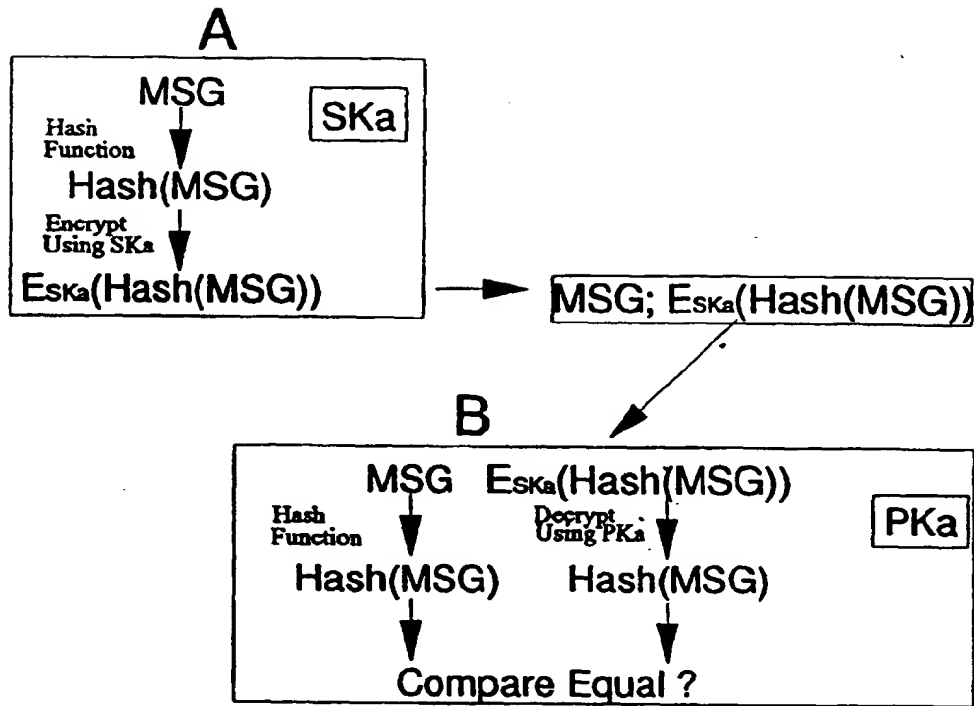 A
MSG
SKa
Hash
Function
Hash(MSG)
Encrypt
Using SKa
ESKa(Hash(MSG))
MSG; ESKa(Hash(MSG))
B
MSG ESKa(Hash(MSG))
Hash
Function
Decrypt
Using PKa
PKa
Hash(MSG) Hash(MSG)
Compare Equal ?